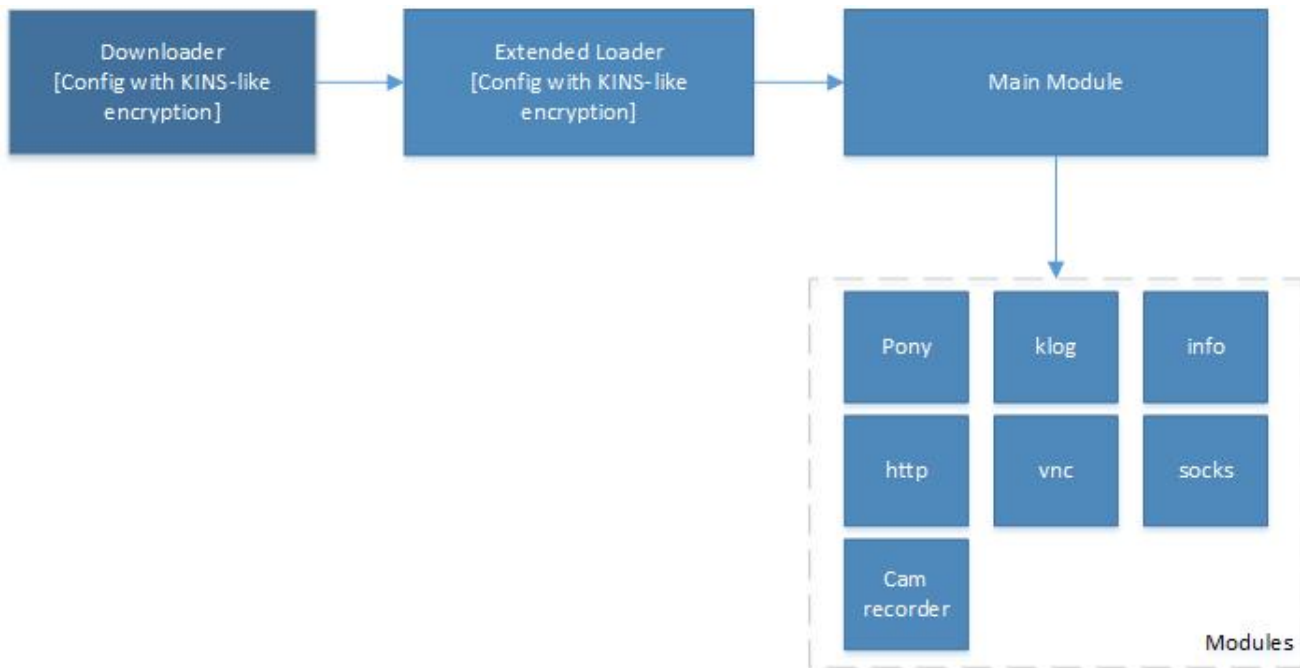 Downloader
[Config with KINS-like
encryption]
Extended Loader
[Config with KINS-like
encryption]
Main Module
Pony
klog
info
http
vnc
socks
Cam
recorder
Modules